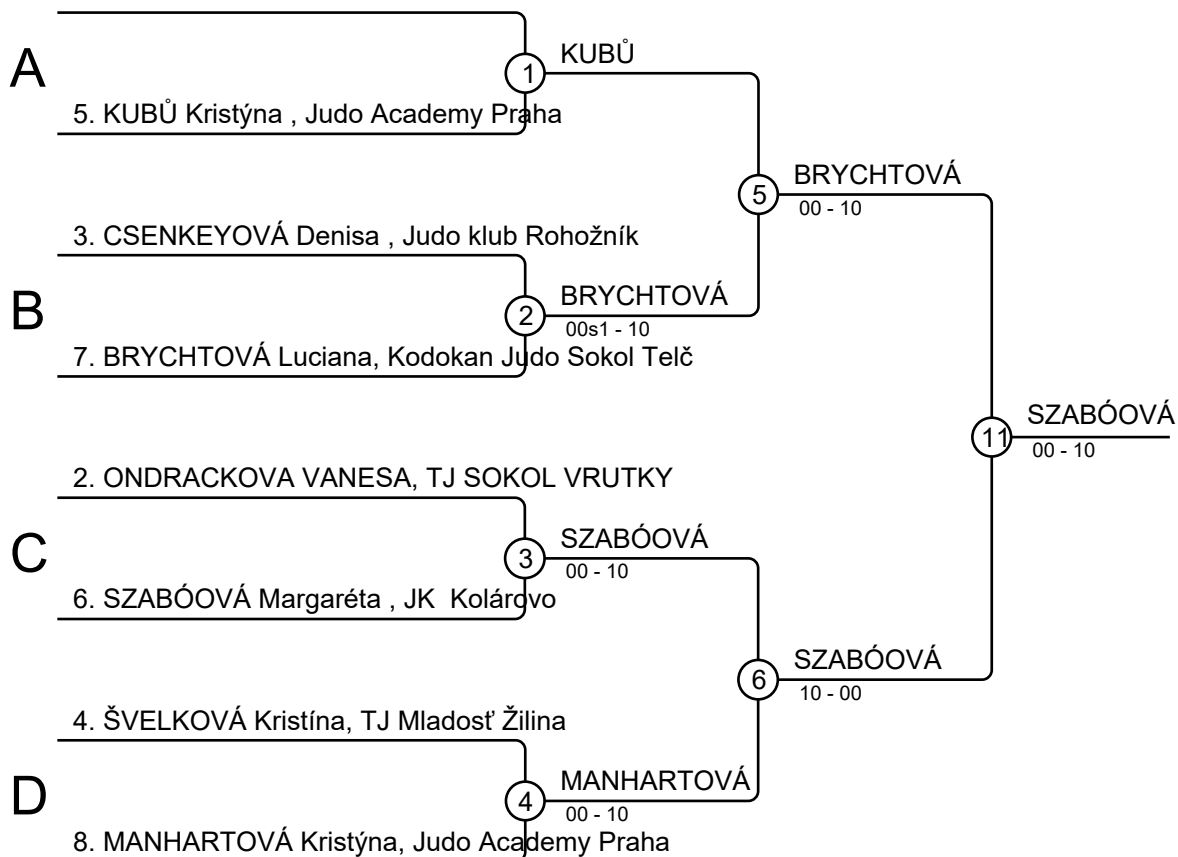 A
1
KUBŮ
5. KUBŮ Kristýna , Judo Academy Praha
5
BRYCHTOVÁ
00 - 10
3. CSENKEYOVÁ Denisa , Judo klub Rohožník
B
2
BRYCHTOVÁ
00s1 - 10
7. BRYCHTOVÁ Luciana, Kodokan Judo Sokol Telč
11
SZABÓOVÁ
00 - 10
2. ONDRACKOVA VANESA, TJ SOKOL VRUTKY
C
3
SZABÓOVÁ
00 - 10
6. SZABÓOVÁ Margaréta , JK  Kolárovo
6
SZABÓOVÁ
10 - 00
4. ŠVELKOVÁ Kristína, TJ Mladosť Žilina
D
4
MANHARTOVÁ
00 - 10
8. MANHARTOVÁ Kristýna, Judo Academy Praha